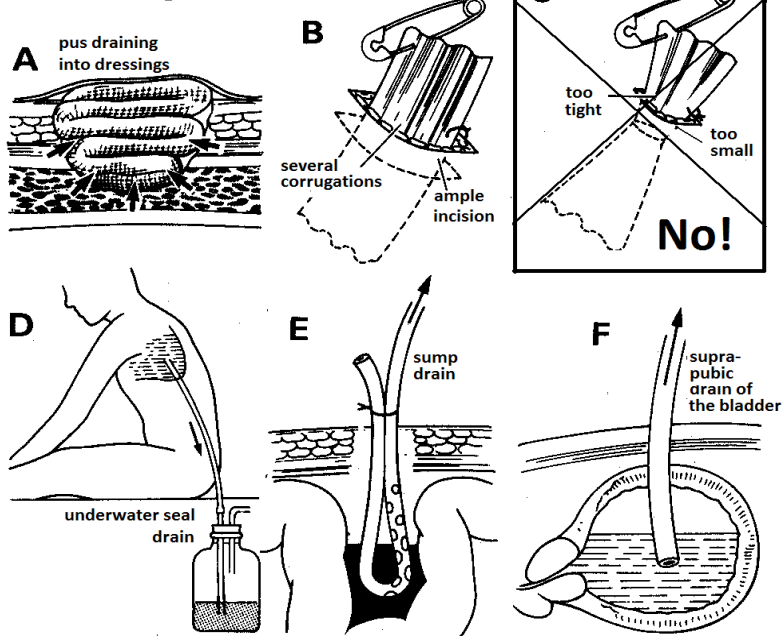 A
pus draining
into dressings
B
several
corrugations
ample
incision
too
tight
too
small
No!
D
underwater seal
drain
E
sump
drain
F
supra-
pubic
drain of
the bladder